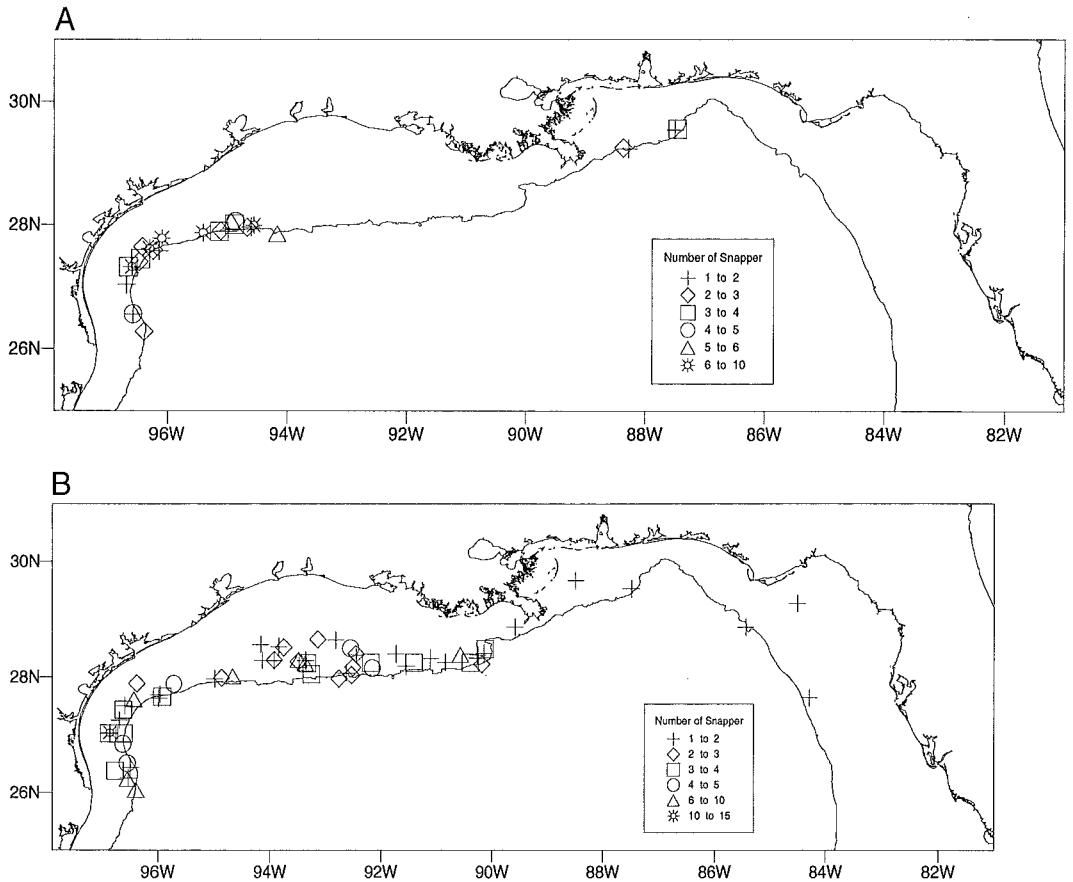 A
30N
28N
26N
Number of Snapper
1 to 2
2 to 3
3 to 4
4 to 5
5 to 6
6 to 10
96W 94W 92W 90W 88W 86W 84W 82W
B
30N
28N
26N
Number of Snapper
1 to 2
2 to 3
3 to 4
4 to 5
6 to 10
10 to 15
96W 94W 92W 90W 88W 86W 84W 82W